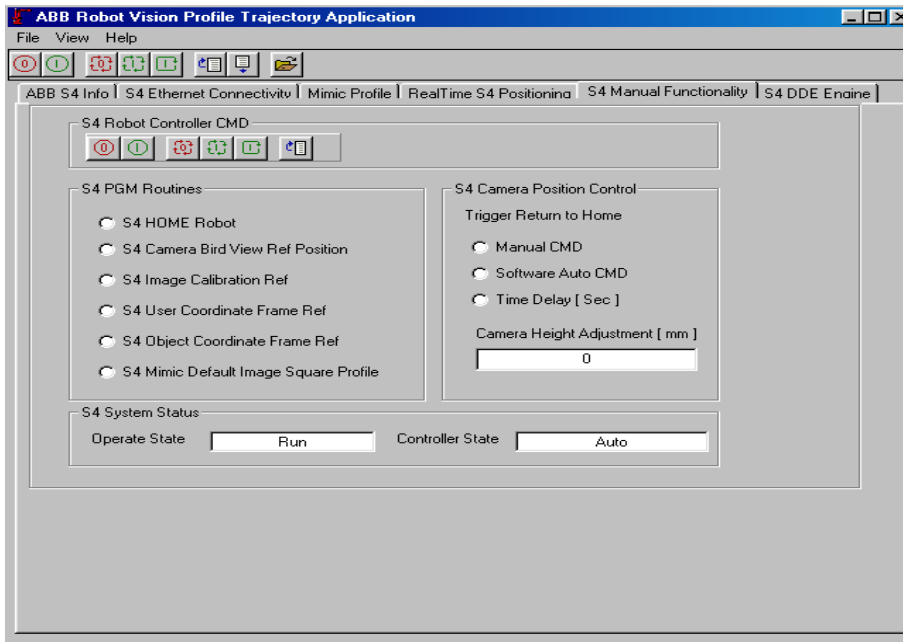 ABB Robot Vision Profile Trajectory Application
File View Help
ABB S4 Info S4 Ethernet Connectivity Mimic Profile RealTime S4 Positioning S4 Manual Functionality S4 DDE Engine
S4 Robot Controller CMD
S4 PGM Routines
S4 HOME Robot
S4 Camera Bird View Ref Position
S4 Image Calibration Ref
S4 User Coordinate Frame Ref
S4 Object Coordinate Frame Ref
S4 Mimic Default Image Square Profile
S4 Camera Position Control
Trigger Return to Home
Manual CMD
Software Auto CMD
Time Delay [ Sec ]
Camera Height Adjustment [ mm ]
0
S4 System Status
Operate State Run Controller State Auto